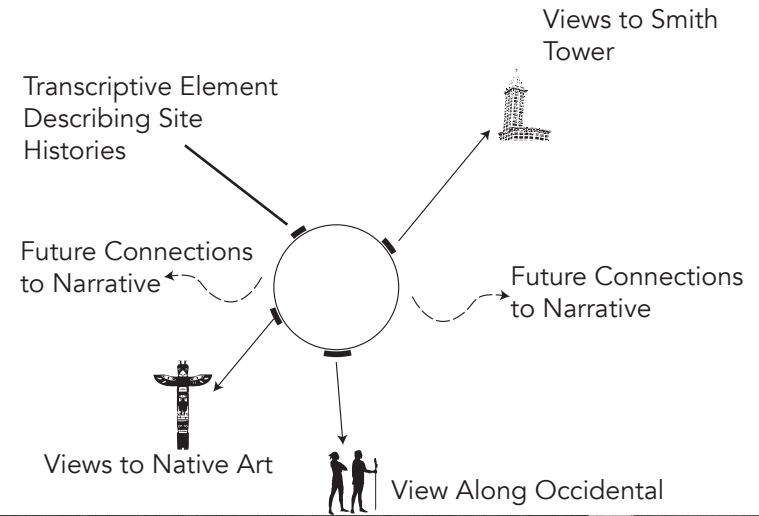 Views to Smith
Tower
Transcriptive Element
Describing Site
Histories
Future Connections
to Narrative
Future Connections
to Narrative
Views to Native Art
View Along Occidental